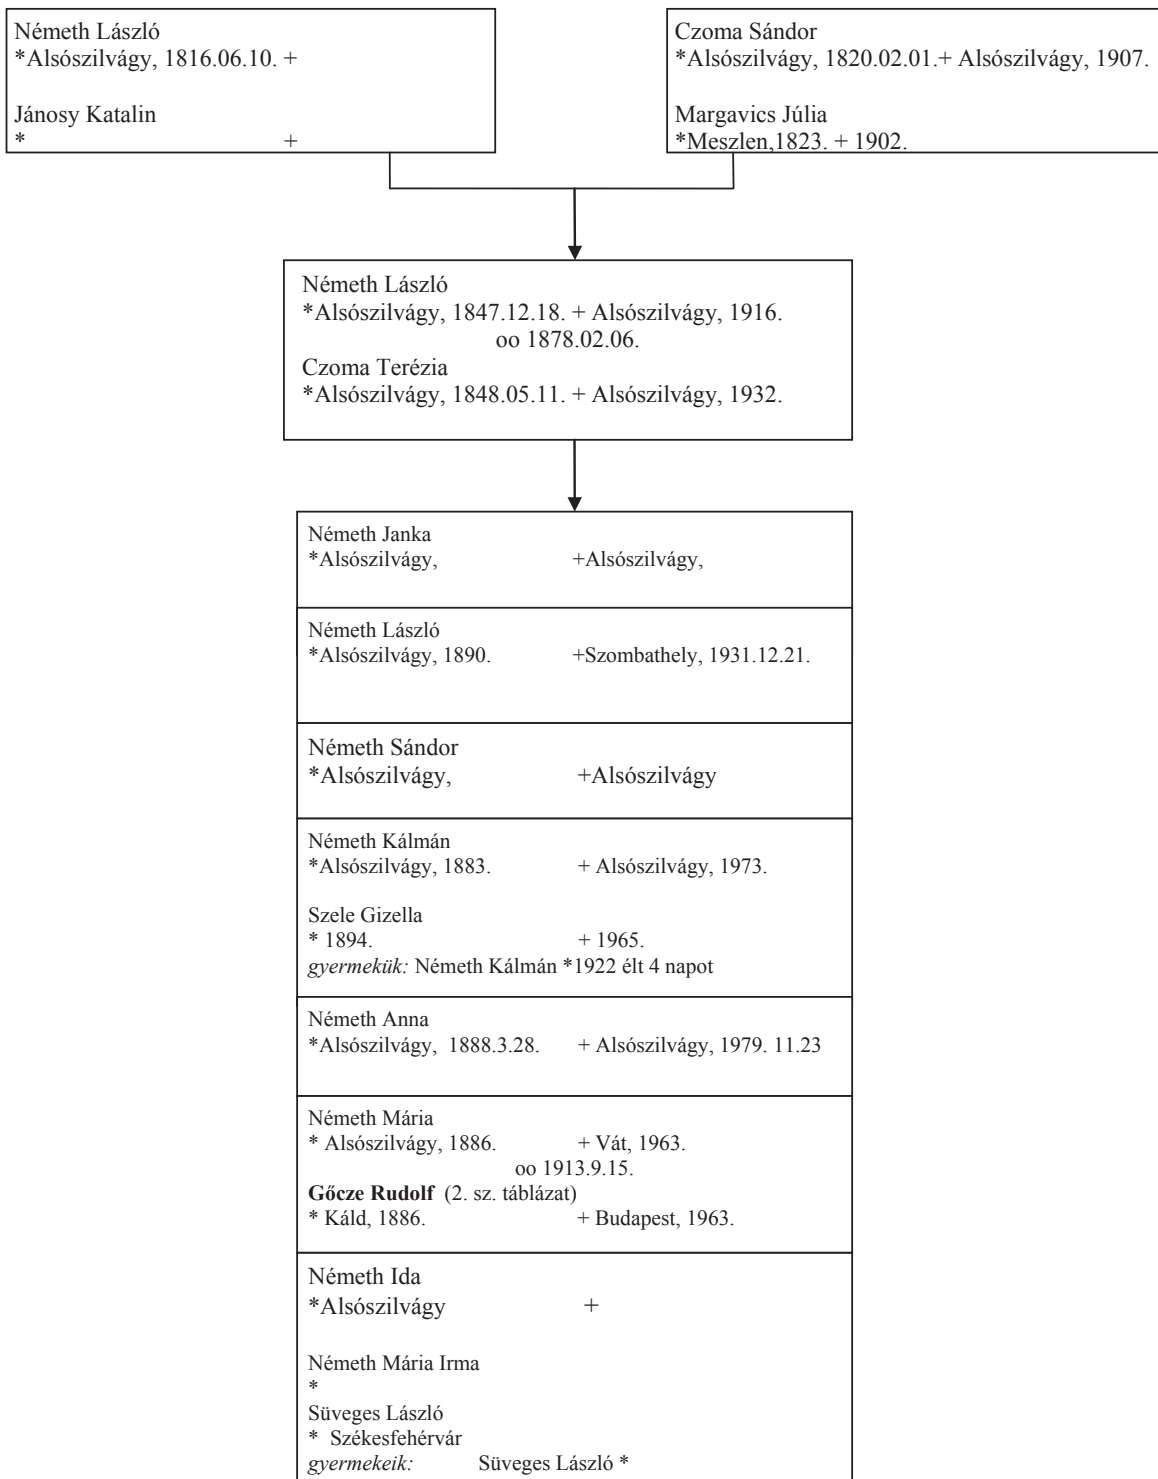 Németh László
*Alsószilvágy, 1816.06.10. +
Jánosy Katalin
* +
Czoma Sándor
*Alsószilvágy, 1820.02.01.+ Alsószilvágy, 1907.
Margavics Júlia
*Meszlen,1823. + 1902.
Németh László
*Alsószilvágy, 1847.12.18. + Alsószilvágy, 1916.
oo 1878.02.06.
Czoma Terézia
*Alsószilvágy, 1848.05.11. + Alsószilvágy, 1932.
Németh Janka
*Alsószilvágy, +Alsószilvágy,
Németh László
*Alsószilvágy, 1890. +Szombathely, 1931.12.21.
Németh Sándor
*Alsószilvágy, +Alsószilvágy
Németh Kálmán
*Alsószilvágy, 1883. + Alsószilvágy, 1973.
Szele Gizella
* 1894. + 1965.
gyermekük: Németh Kálmán *1922 élt 4 napot
Németh Anna
*Alsószilvágy, 1888.3.28. + Alsószilvágy, 1979. 11.23
Németh Mária
* Alsószilvágy, 1886. + Vát, 1963.
oo 1913.9.15.
Gőcze Rudolf (2. sz. táblázat)
* Káld, 1886. + Budapest, 1963.
Németh Ida
*Alsószilvágy +
Németh Mária Irma
*
Süveges László
* Székesfehérvár
gyermekeik: Süveges László *